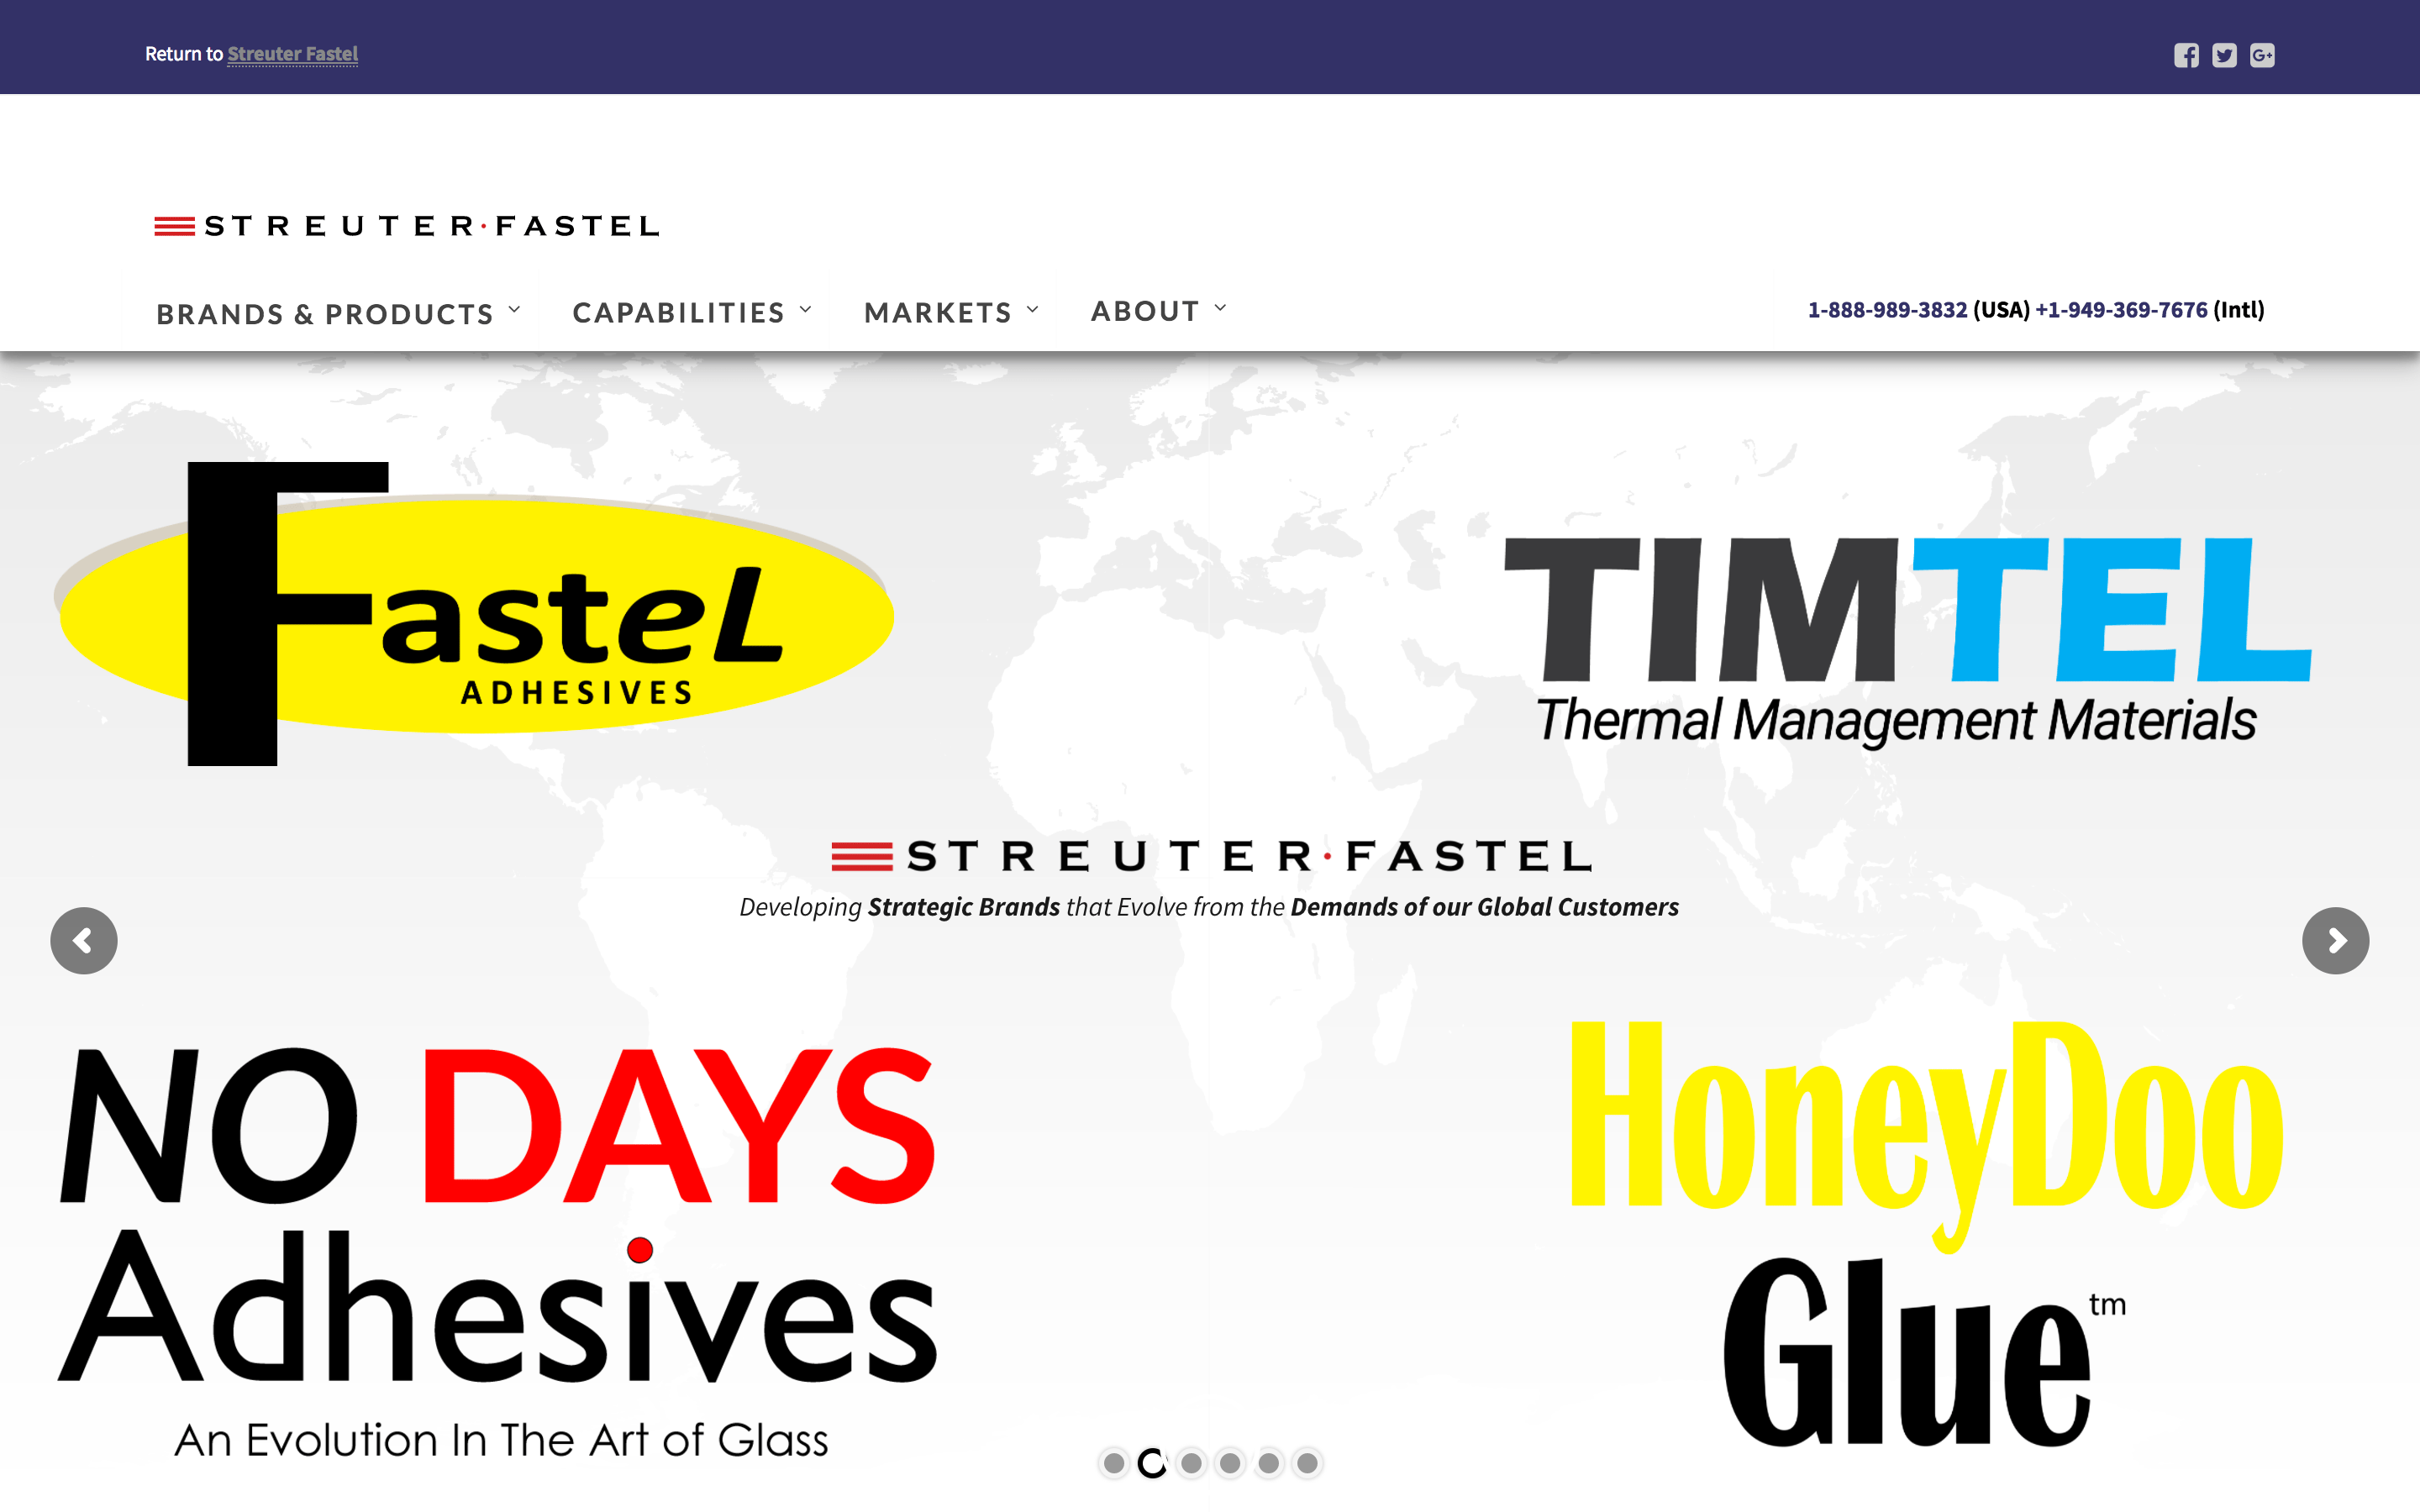 Return to Streuter Fastel
STREUTER·FASTEL
BRANDS & PRODUCTS CAPABILITIES MARKETS ABOUT
1-888-989-3832 (USA) +1-949-369-7676 (Intl)
FasteL
ADHESIVES
TIMTEL
Thermal Management Materials
STREUTER·FASTEL
Developing Strategic Brands that Evolve from the Demands of our Global Customers
NO DAYS
Adhesives
An Evolution In The Art of Glass
HoneyDoo
Glue tm